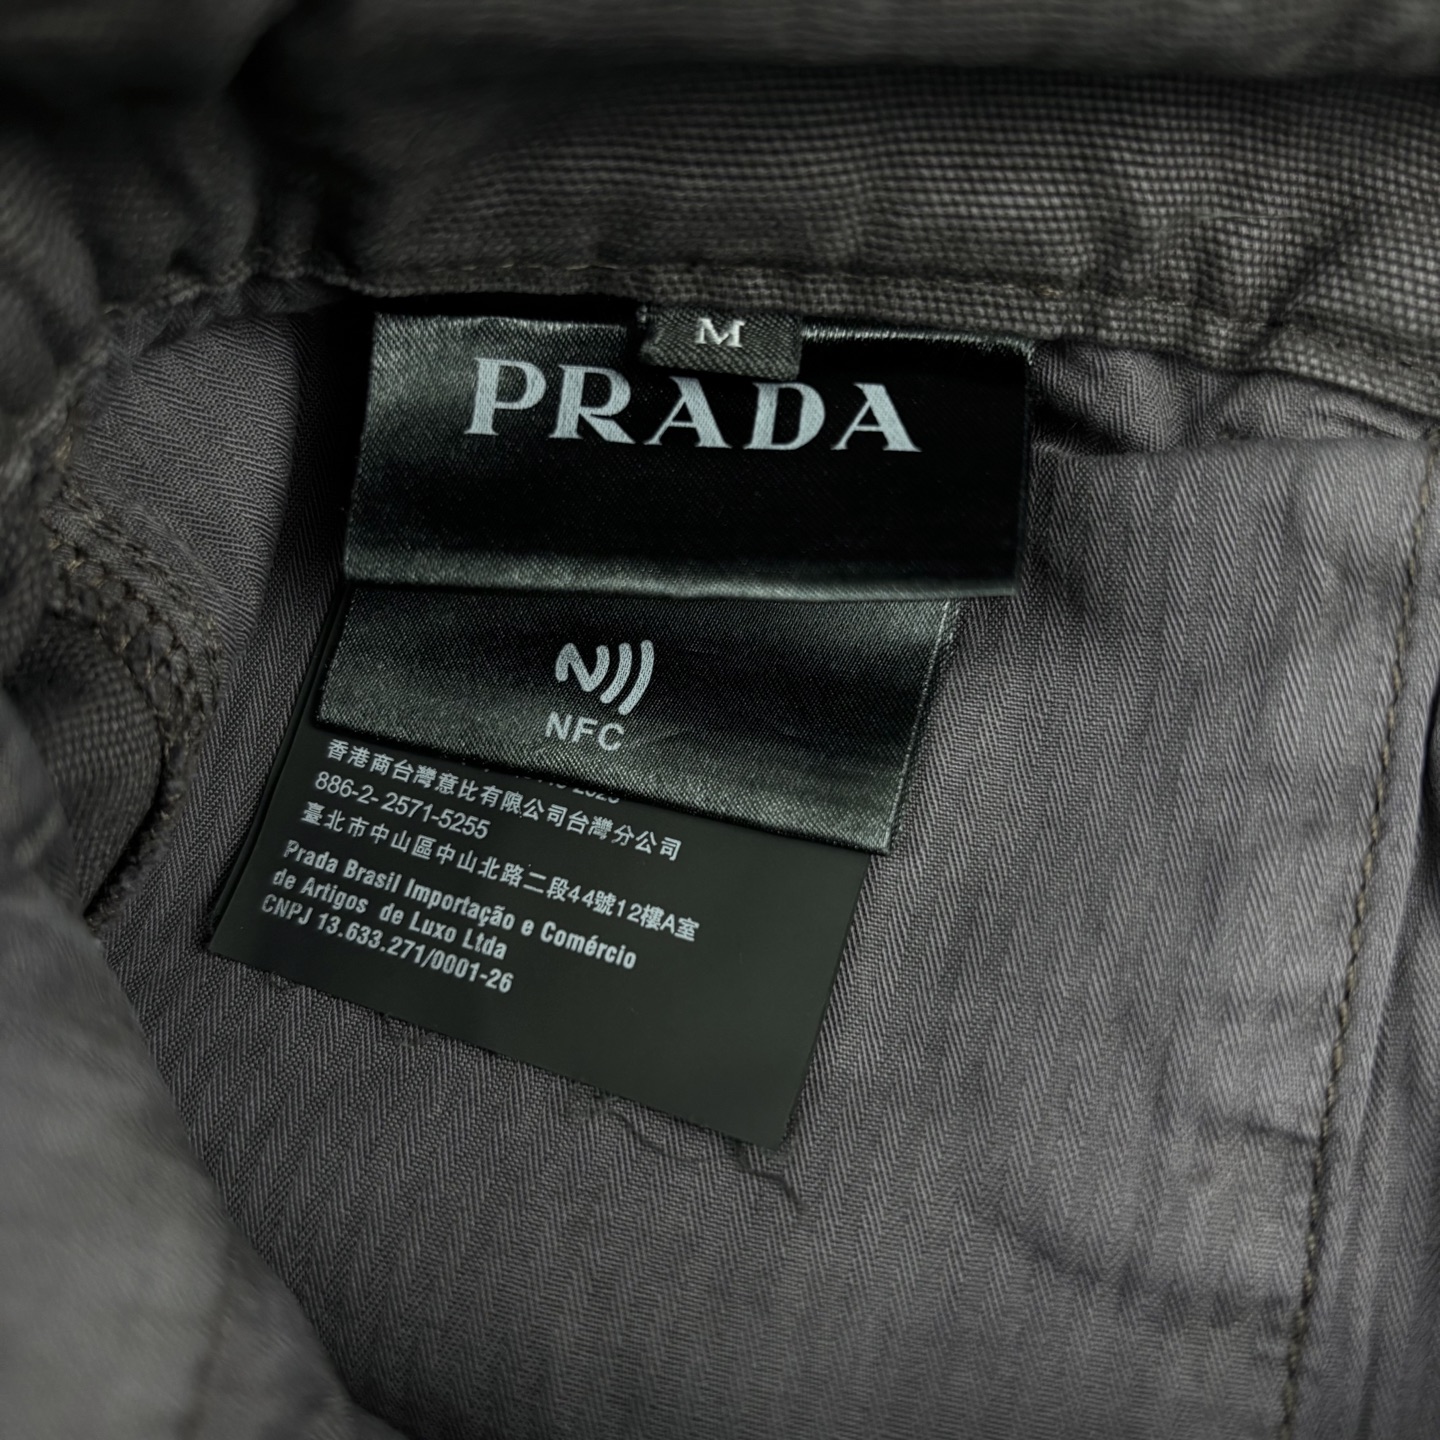 M
PRADA
NFC
香港商台灣意比有限公司台灣分公司
886-2- 2571-5255
臺北市中山區中山北路二段44號12樓A室
Prada Brasil Importação e Comércio
de Artigos de Luxo Ltda
CNPJ 13.633.271/0001-26